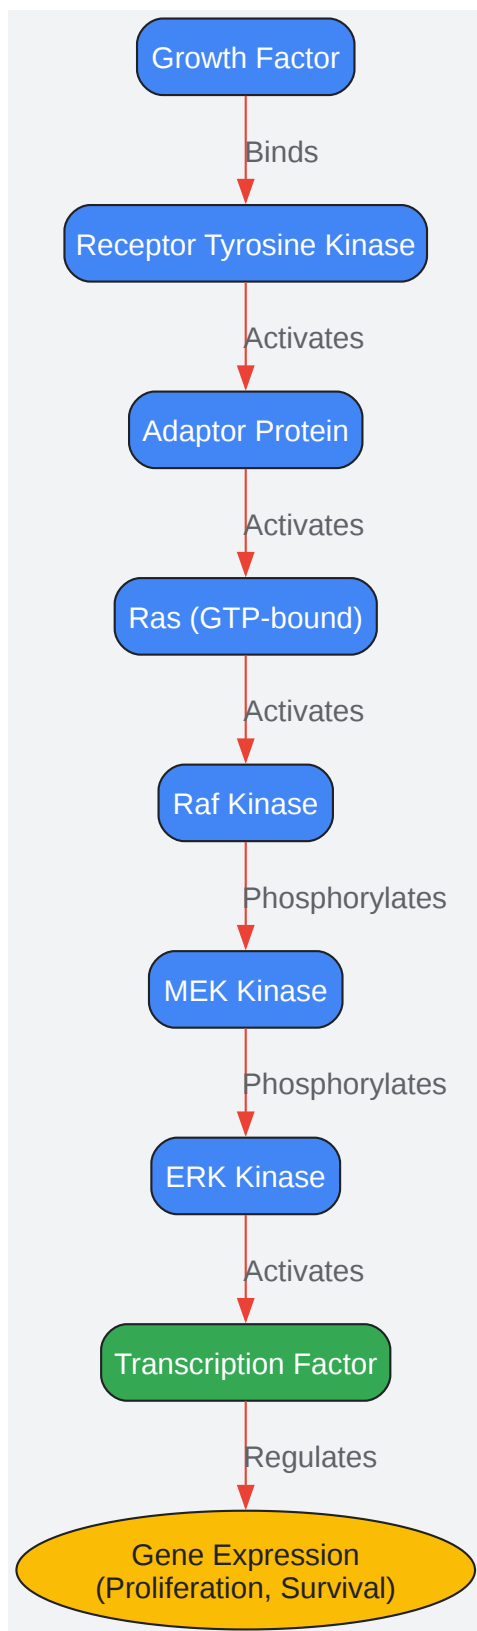 Growth Factor
Binds
Receptor Tyrosine Kinase
Activates
Adaptor Protein
Activates
Ras (GTP-bound)
Activates
Raf Kinase
Phosphorylates
MEK Kinase
Phosphorylates
ERK Kinase
Activates
Transcription Factor
Regulates
Gene Expression
(Proliferation, Survival)